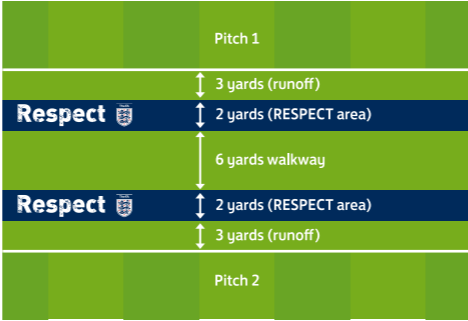 Pitch 1
3 yards (runoff)
Respect
2 yards (RESPECT area)
6 yards walkway
Respect
2 yards (RESPECT area)
3 yards (runoff)
Pitch 2